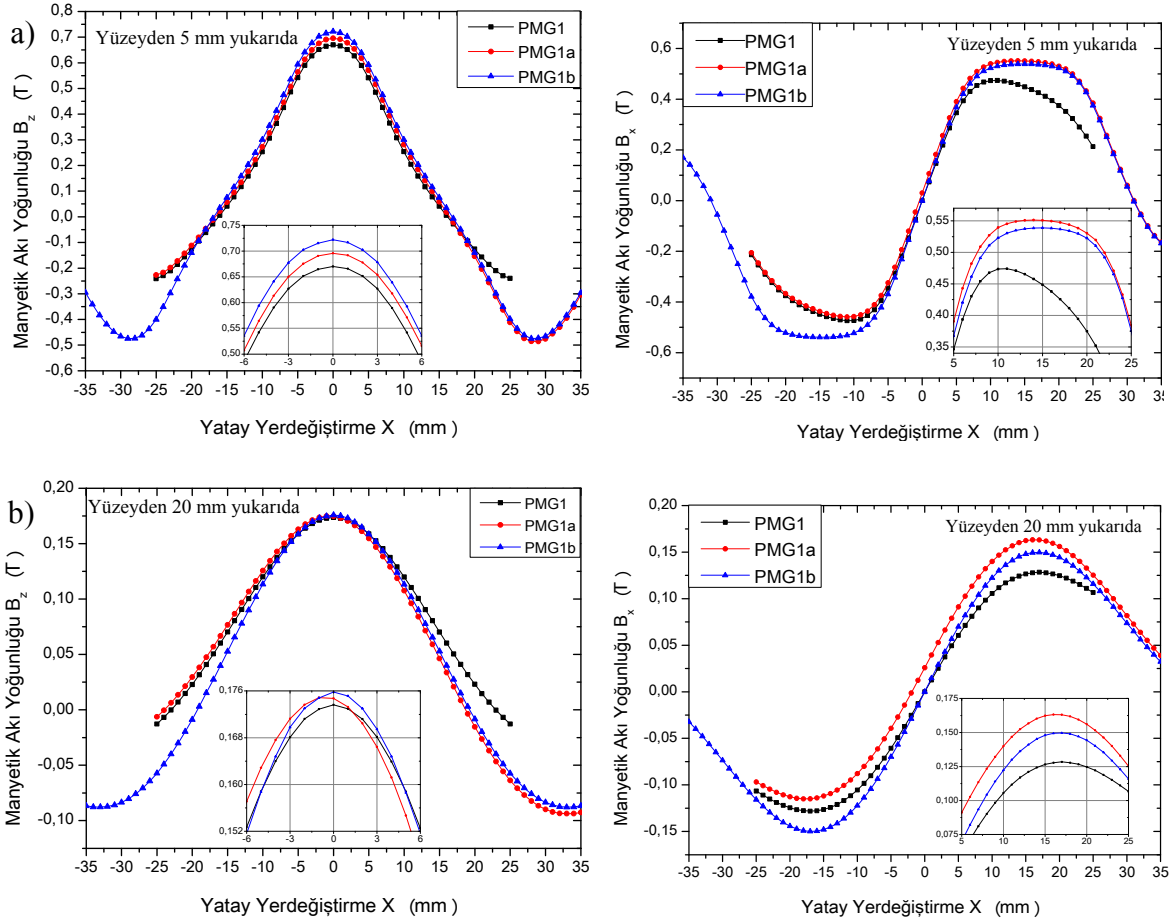 a)
Yüzeyden 5 mm yukarıda
PMG1
PMG1a
PMG1b
Manyetik Akı Yoğunluğu B_z (T)
0,8
0,7
0,6
0,5
0,4
0,3
0,2
0,1
0,0
-0,1
-0,2
-0,3
-0,4
-0,5
-0,6
-35 -30 -25 -20 -15 -10 -5 0 5 10 15 20 25 30 35
Yatay Yerdeğiştirme X (mm )
0,75
0,70
0,65
0,60
0,55
0,50
-6 -3 0 3 6
Yüzeyden 5 mm yukarıda
PMG1
PMG1a
PMG1b
Manyetik Akı Yoğunluğu B_x (T)
0,6
0,4
0,2
0,0
-0,2
-0,4
-0,6
-35 -30 -25 -20 -15 -10 -5 0 5 10 15 20 25 30 35
Yatay Yerdeğiştirme X (mm )
0,55
0,50
0,45
0,40
0,35
5 10 15 20 25
b)
Yüzeyden 20 mm yukarıda
PMG1
PMG1a
PMG1b
Manyetik Akı Yoğunluğu B_z (T)
0,20
0,15
0,10
0,05
0,00
-0,05
-0,10
-35 -30 -25 -20 -15 -10 -5 0 5 10 15 20 25 30 35
Yatay Yerdeğiştirme X (mm )
0,176
0,168
0,160
0,152
-6 -3 0 3 6
Yüzeyden 20 mm yukarıda
PMG1
PMG1a
PMG1b
Manyetik Akı Yoğunluğu B_x (T)
0,20
0,15
0,10
0,05
0,00
-0,05
-0,10
-0,15
-35 -30 -25 -20 -15 -10 -5 0 5 10 15 20 25 30 35
Yatay Yerdeğiştirme X (mm )
0,175
0,150
0,125
0,100
0,075
5 10 15 20 25